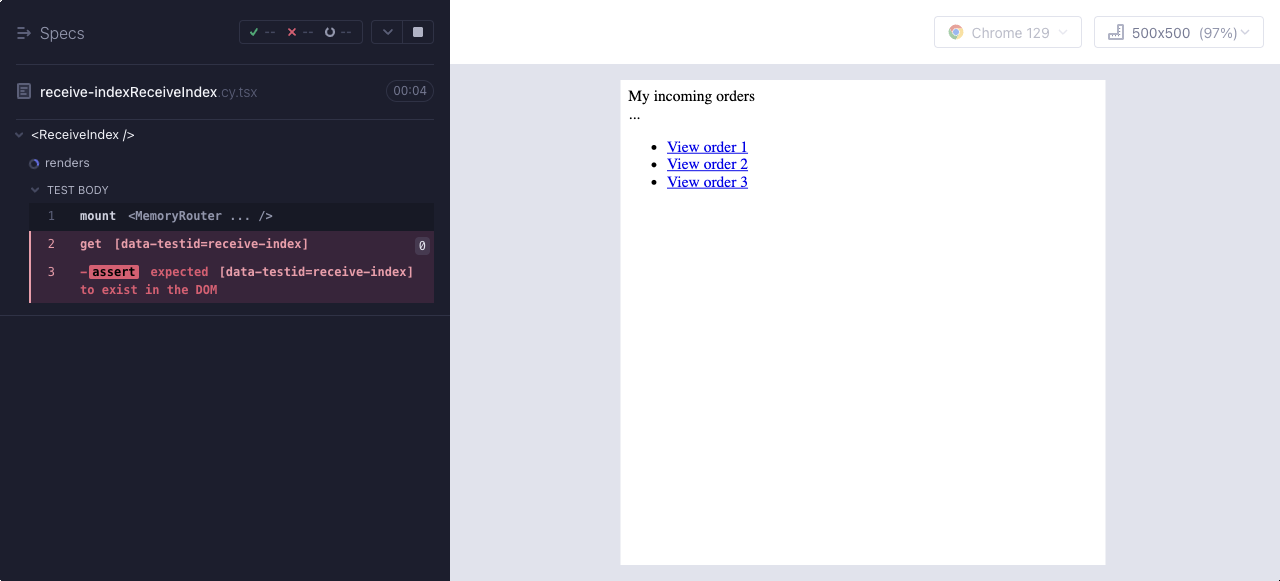 Specs
-- -- --
receive-indexReceiveIndex.cy.tsx 00:04
<ReceiveIndex />
renders
TEST BODY
1 mount <MemoryRouter ... />
2 get [data-testid=receive-index] 0
3 -assert expected [data-testid=receive-index]
to exist in the DOM
Chrome 129
500x500 (97%)
My incoming orders
...
View order 1
View order 2
View order 3